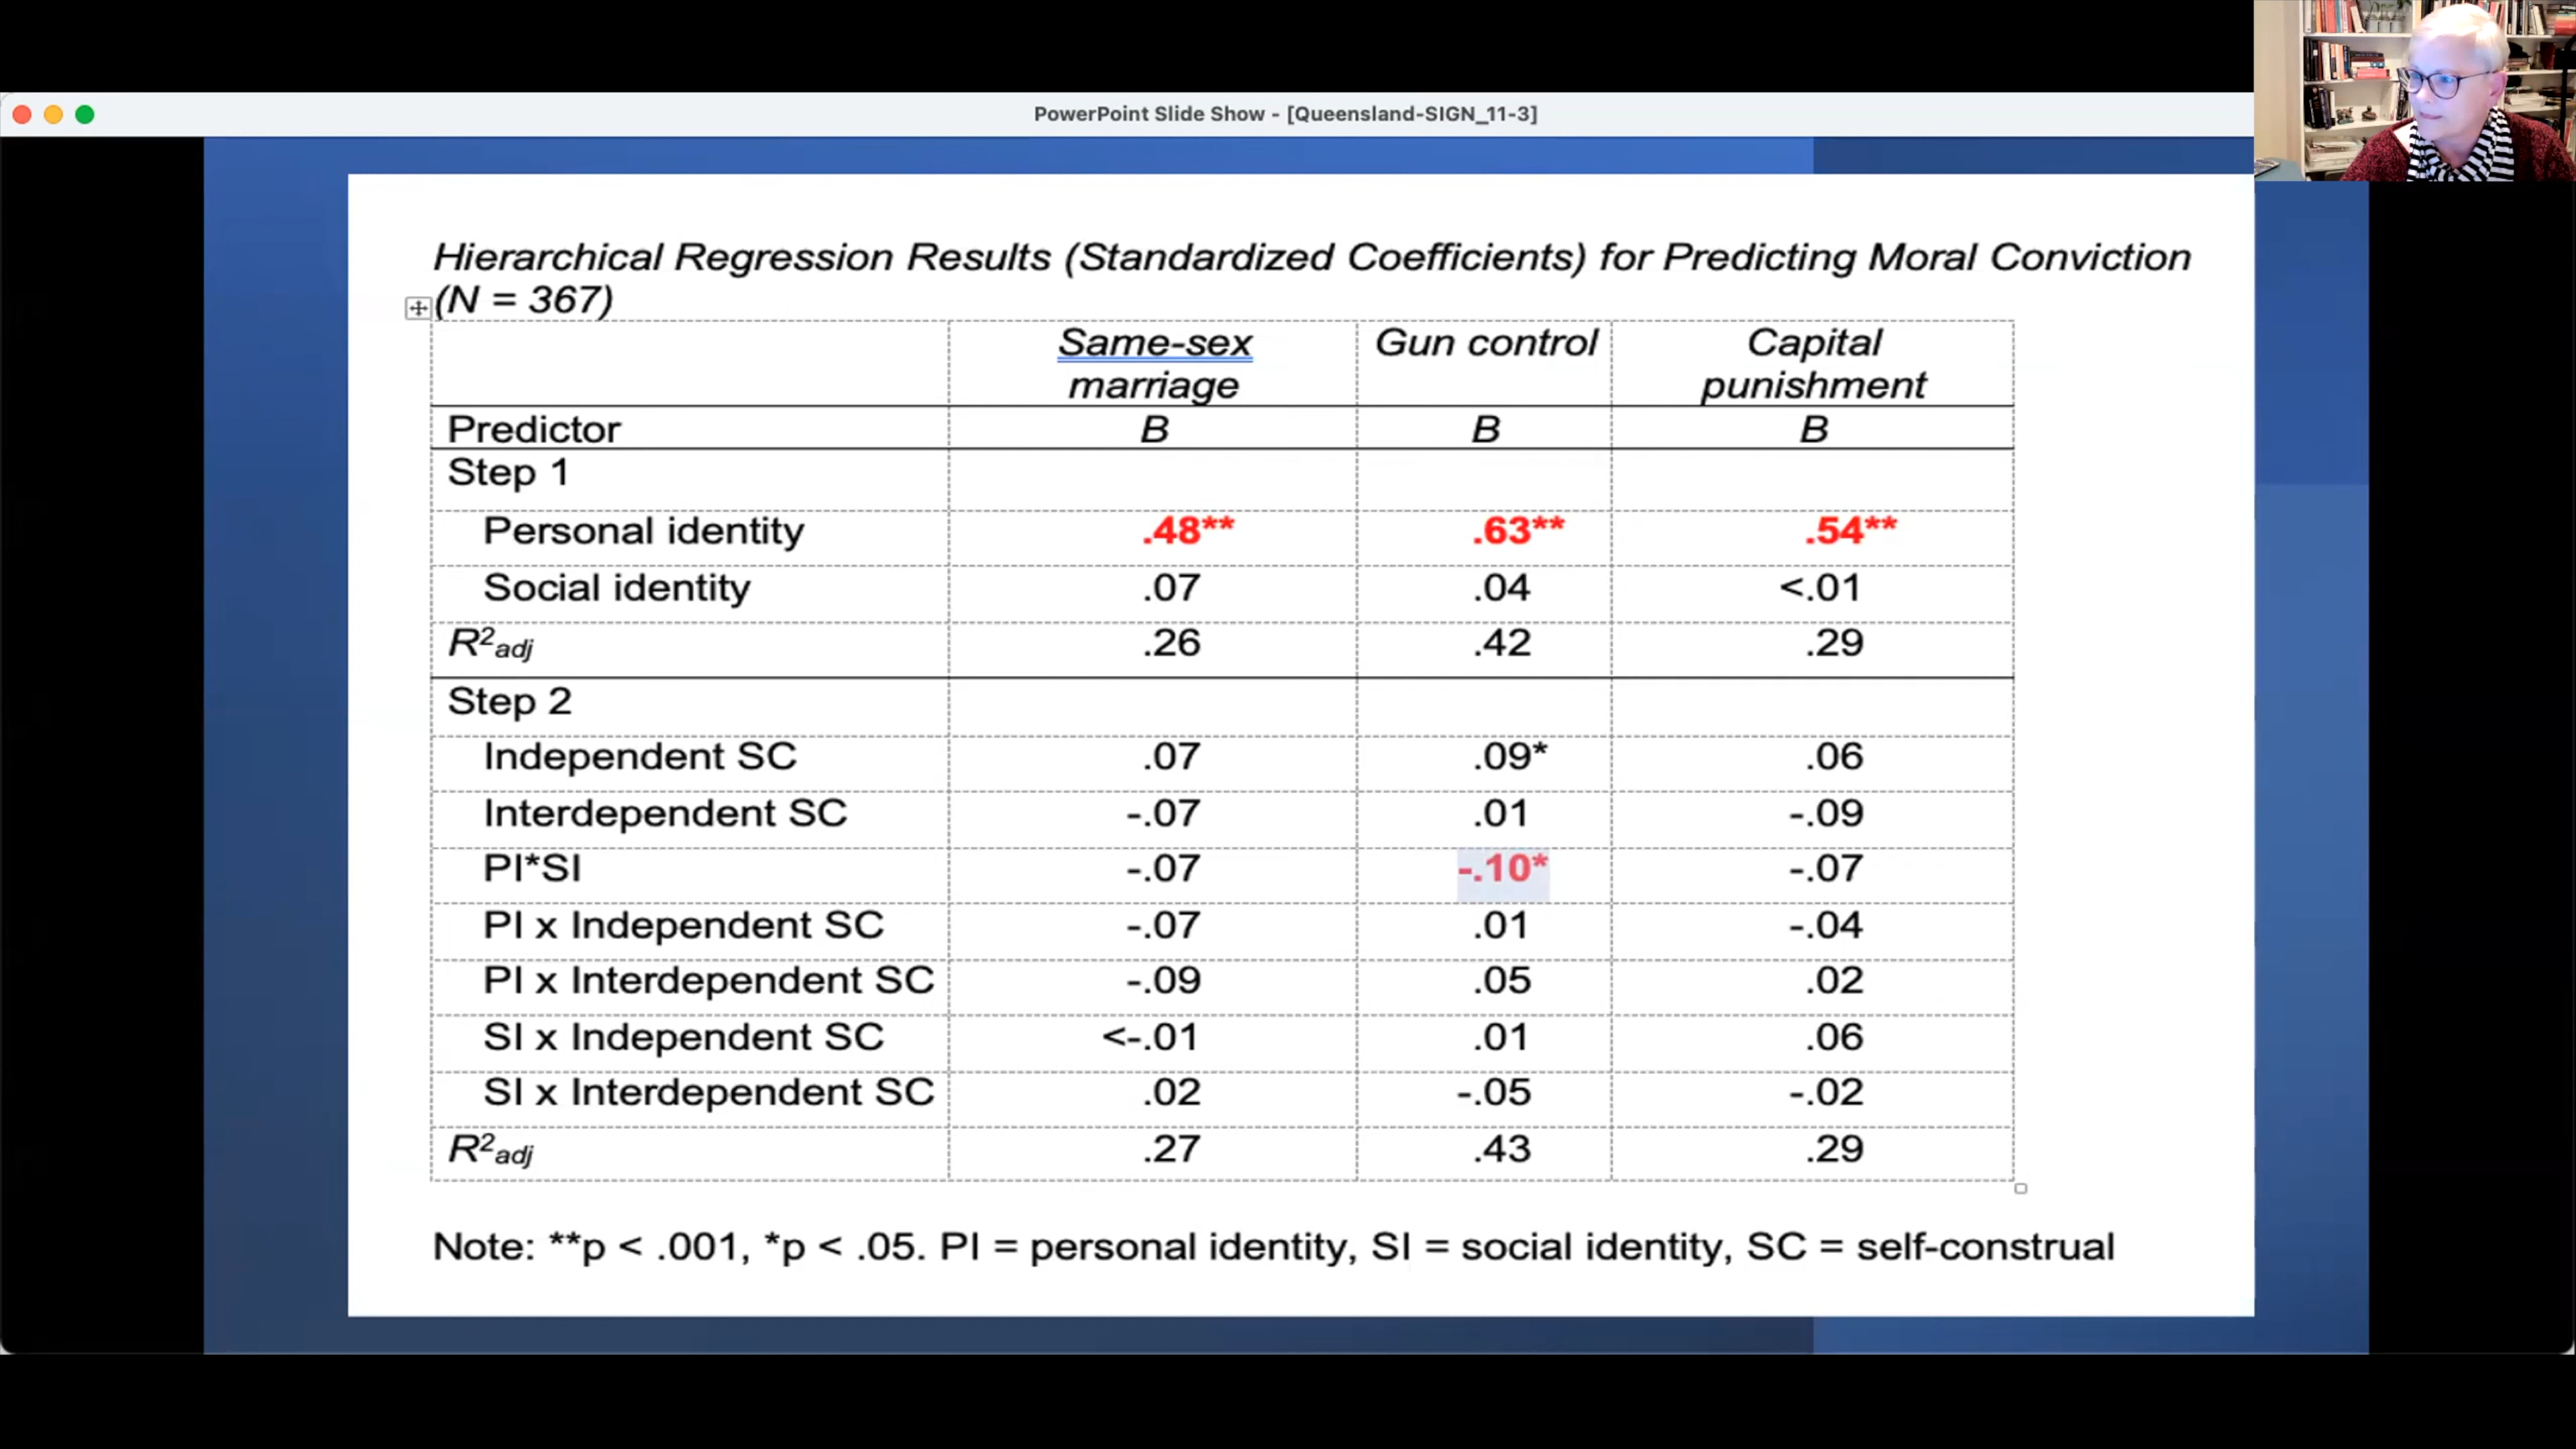 PowerPoint Slide Show - [Queensland-SIGN_11-3]
Hierarchical Regression Results (Standardized Coefficients) for Predicting Moral Conviction
(N = 367)
Same-sex marriage Gun control Capital punishment
Predictor B B B
Step 1
Personal identity .48** .63** .54**
Social identity .07 .04 <.01
R²adj .26 .42 .29
Step 2
Independent SC .07 .09* .06
Interdependent SC -.07 .01 -.09
PI*SI -.07 -.10* -.07
PI x Independent SC -.07 .01 -.04
PI x Interdependent SC -.09 .05 .02
SI x Independent SC <-.01 .01 .06
SI x Interdependent SC .02 -.05 -.02
R²adj .27 .43 .29
Note: **p < .001, *p < .05. PI = personal identity, SI = social identity, SC = self-construal